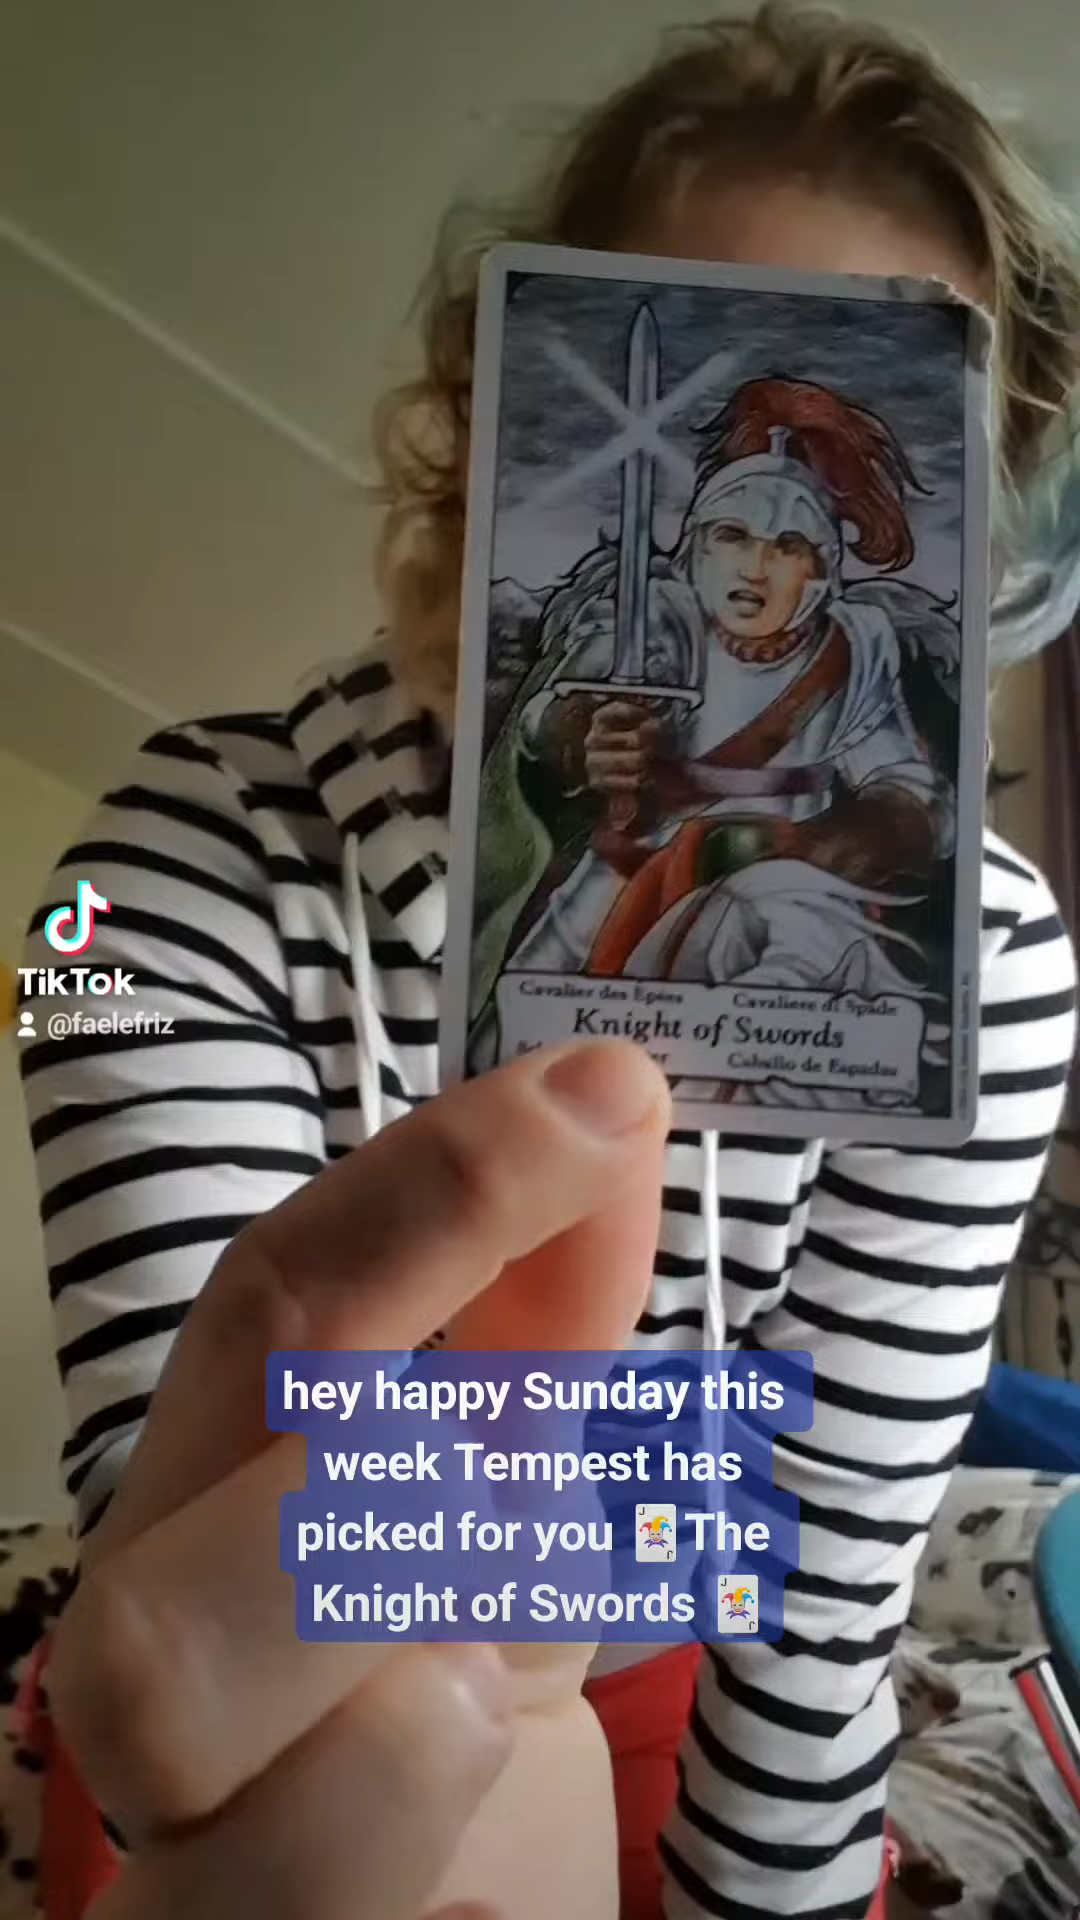 TikTok
@faelefriz
Cavalier des Epées
Cavaliere di Spade
Knight of Swords
Caballo de Espadas
hey happy Sunday this
week Tempest has
picked for you 🃏 The
Knight of Swords 🃏